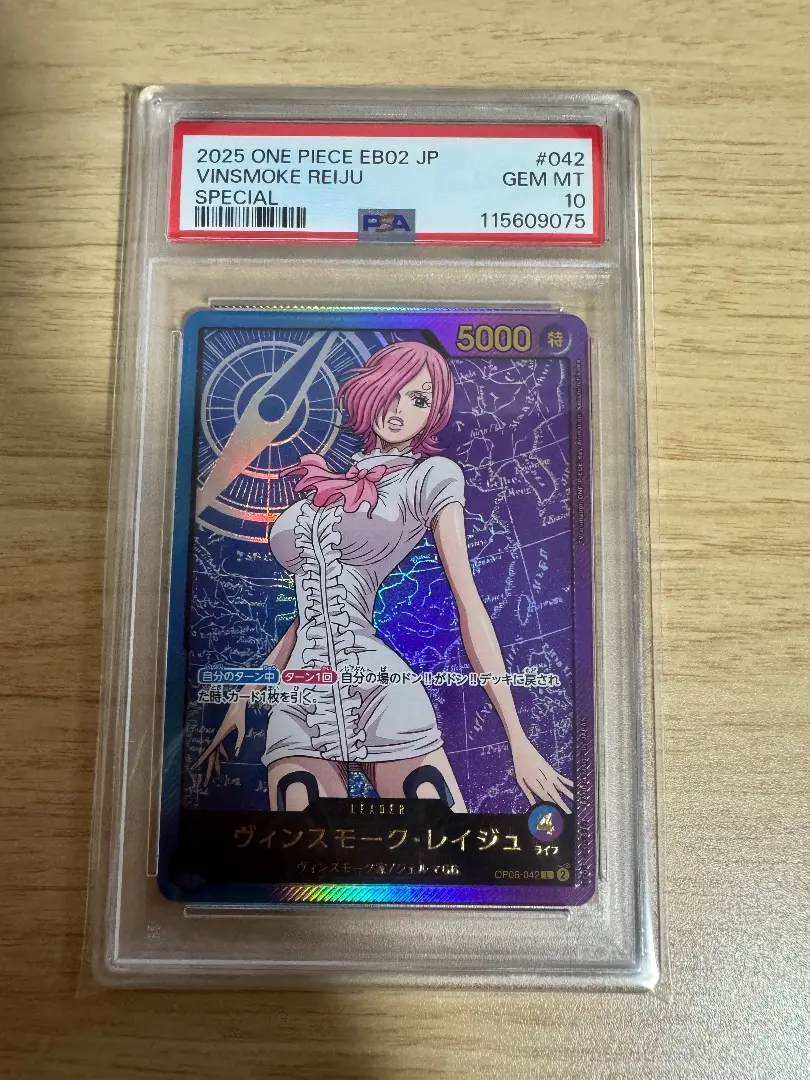 2025 ONE PIECE EB02 JP #042
VINSMOKE REIJU GEM MT
SPECIAL 10
PSA 115609075
5000 特
自分のターン中 ターン1回 自分の場のドン!!がドン!!デッキに戻され
た時、カード1枚を引く。
LEADER
ヴィンスモーク・レイジュ
4
ライフ
ヴィンスモーク家/ジェルマ66
OP06-042 L 2